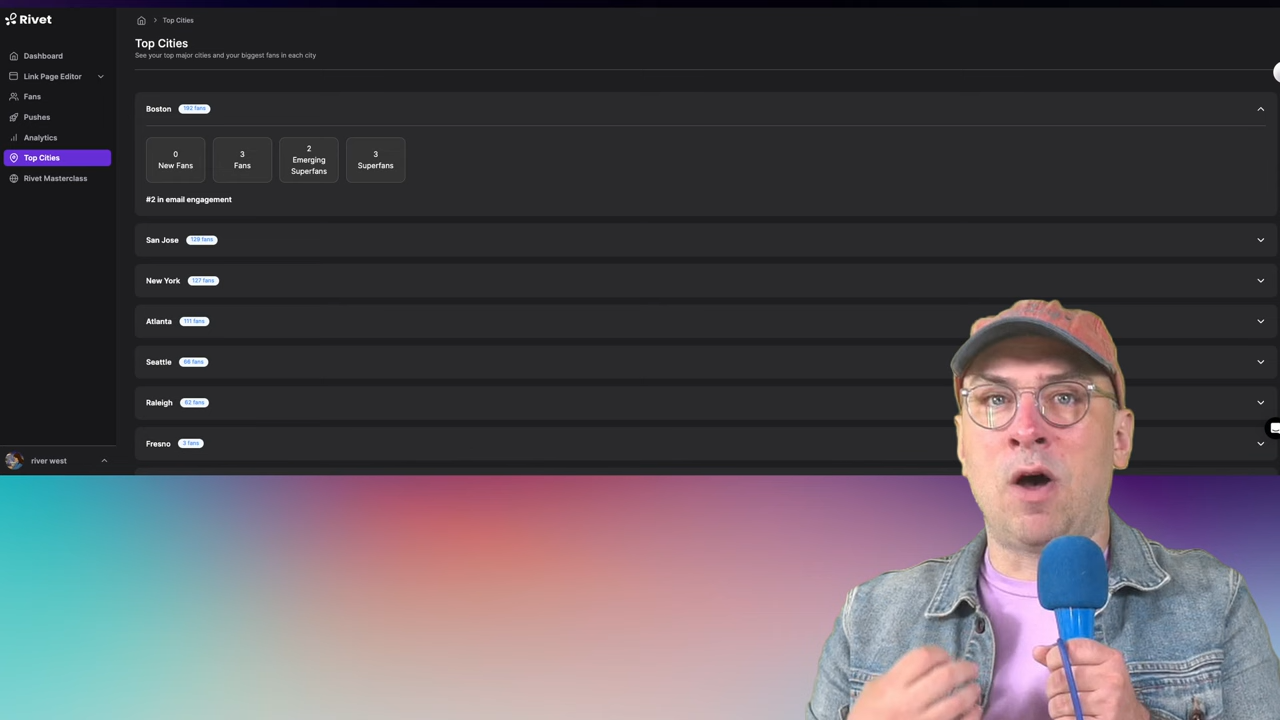 Rivet
Top Cities
Top Cities
See your top major cities and your biggest fans in each city
Dashboard
Link Page Editor
Fans
Pushes
Analytics
Top Cities
Rivet Masterclass
river west
Boston 192 fans
0
New Fans
3
Fans
2
Emerging
Superfans
3
Superfans
#2 in email engagement
San Jose 129 fans
New York 127 fans
Atlanta 111 fans
Seattle 66 fans
Raleigh 62 fans
Fresno 3 fans